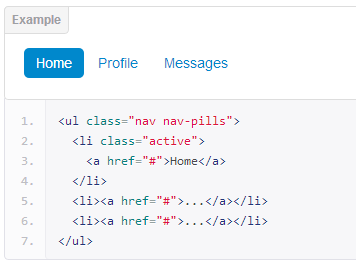 Example
Home Profile Messages
1. <ul class="nav nav-pills">
2.   <li class="active">
3.     <a href="#">Home</a>
4.   </li>
5.   <li><a href="#">...</a></li>
6.   <li><a href="#">...</a></li>
7. </ul>